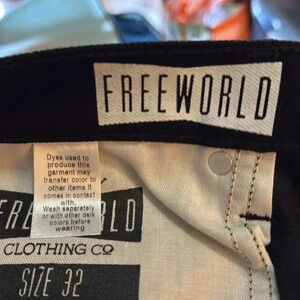 FREEWORLD
Dyes used to
produce this
garment may
transfer color to
other items it
comes in contact
with.
Wash separately
or with other dark
colors before
wearing
CLOTHING CO
SIZE 32